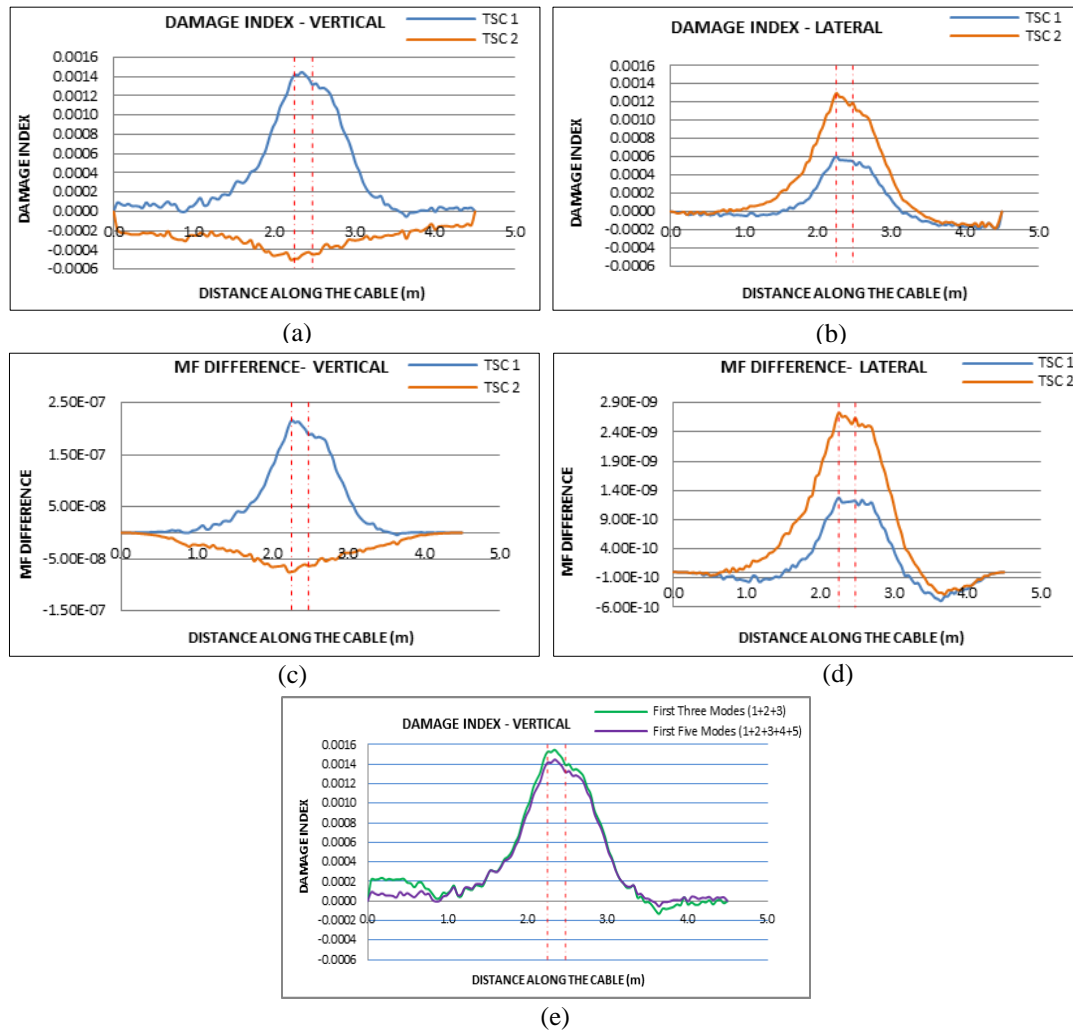 DAMAGE INDEX - VERTICAL
TSC 1
TSC 2
DAMAGE INDEX
0.0016
0.0014
0.0012
0.0010
0.0008
0.0006
0.0004
0.0002
0.0000
-0.0002
-0.0004
-0.0006
0.0 1.0 2.0 3.0 4.0 5.0
DISTANCE ALONG THE CABLE (m)
(a)
DAMAGE INDEX - LATERAL
TSC 1
TSC 2
DAMAGE INDEX
0.0016
0.0014
0.0012
0.0010
0.0008
0.0006
0.0004
0.0002
0.0000
-0.0002
-0.0004
-0.0006
0.0 1.0 2.0 3.0 4.0 5.0
DISTANCE ALONG THE CABLE (m)
(b)
MF DIFFERENCE- VERTICAL
TSC 1
TSC 2
MF DIFFERENCE
2.50E-07
1.50E-07
5.00E-08
-5.00E-08
-1.50E-07
0.0 1.0 2.0 3.0 4.0 5.0
DISTANCE ALONG THE CABLE (m)
(c)
MF DIFFERENCE- LATERAL
TSC 1
TSC 2
MF DIFFERENCE
2.90E-09
2.40E-09
1.90E-09
1.40E-09
9.00E-10
4.00E-10
-1.00E-10
-6.00E-10
0.0 1.0 2.0 3.0 4.0 5.0
DISTANCE ALONG THE CABLE (m)
(d)
DAMAGE INDEX - VERTICAL
First Three Modes (1+2+3)
First Five Modes (1+2+3+4+5)
DAMAGE INDEX
0.0016
0.0014
0.0012
0.0010
0.0008
0.0006
0.0004
0.0002
0.0000
-0.0002
-0.0004
-0.0006
0.0 1.0 2.0 3.0 4.0 5.0
DISTANCE ALONG THE CABLE (m)
(e)